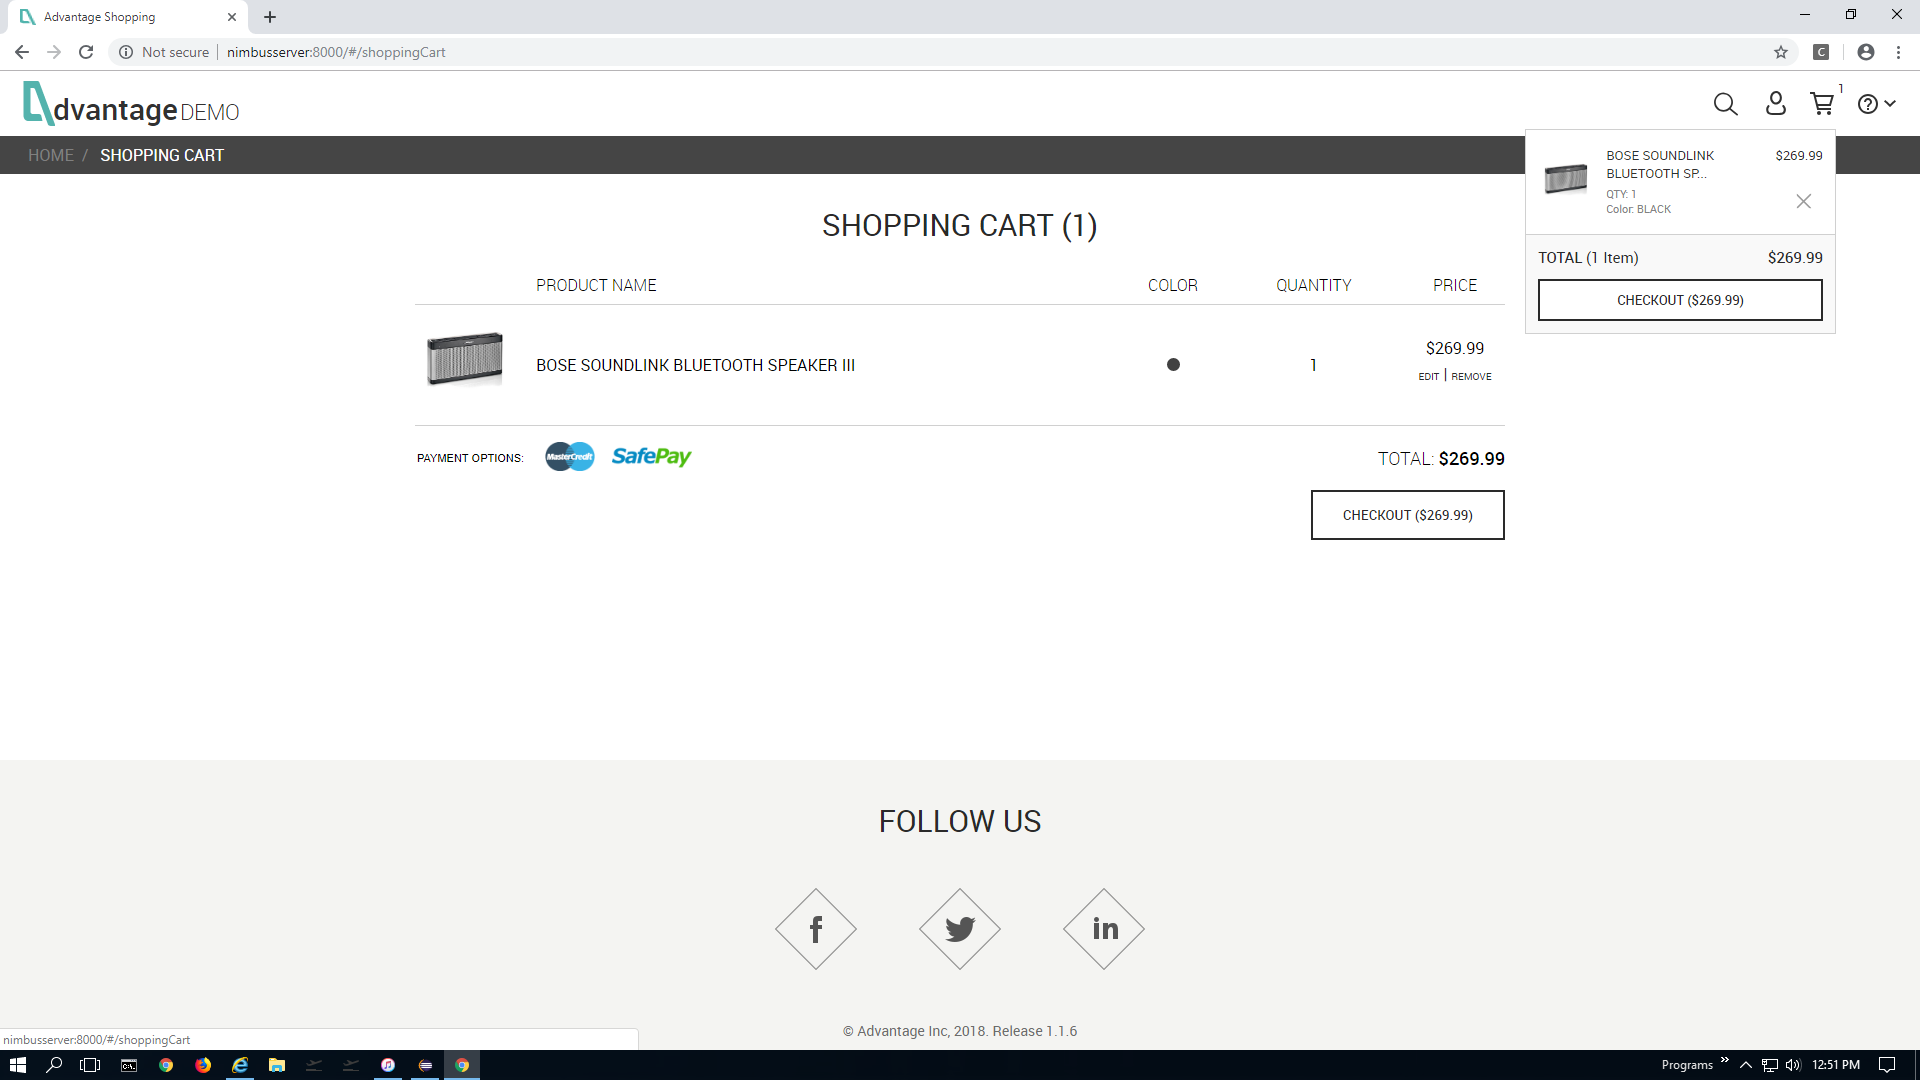 Advantage Shopping
Not secure
nimbusserver:8000/#/shoppingCart
C
dvantage DEMO
1
HOME / SHOPPING CART
BOSE SOUNDLINK
BLUETOOTH SP...
$269.99
QTY: 1
Color: BLACK
TOTAL (1 Item)
$269.99
CHECKOUT ($269.99)
SHOPPING CART (1)
PRODUCT NAME
COLOR
QUANTITY
PRICE
BOSE SOUNDLINK BLUETOOTH SPEAKER III
1
$269.99
EDIT | REMOVE
PAYMENT OPTIONS:
MasterCredit
SafePay
TOTAL: $269.99
CHECKOUT ($269.99)
FOLLOW US
f
in
© Advantage Inc, 2018. Release 1.1.6
nimbusserver:8000/#/shoppingCart
Programs
12:51 PM